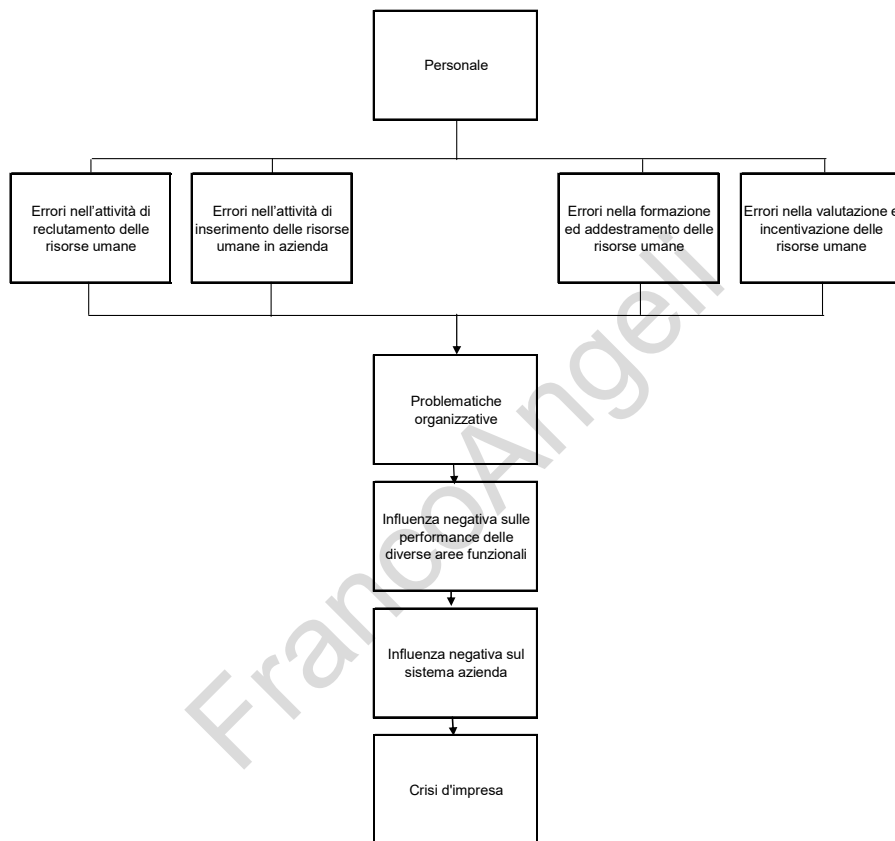 Personale
Errori nell'attività di
reclutamento delle
risorse umane
Errori nell'attività di
inserimento delle risorse
umane in azienda
Errori nella formazione
ed addestramento delle
risorse umane
Errori nella valutazione e
incentivazione delle
risorse umane
Problematiche
organizzative
Influenza negativa sulle
performance delle
diverse aree funzionali
Influenza negativa sul
sistema azienda
Crisi d'impresa
FrancoAngeli